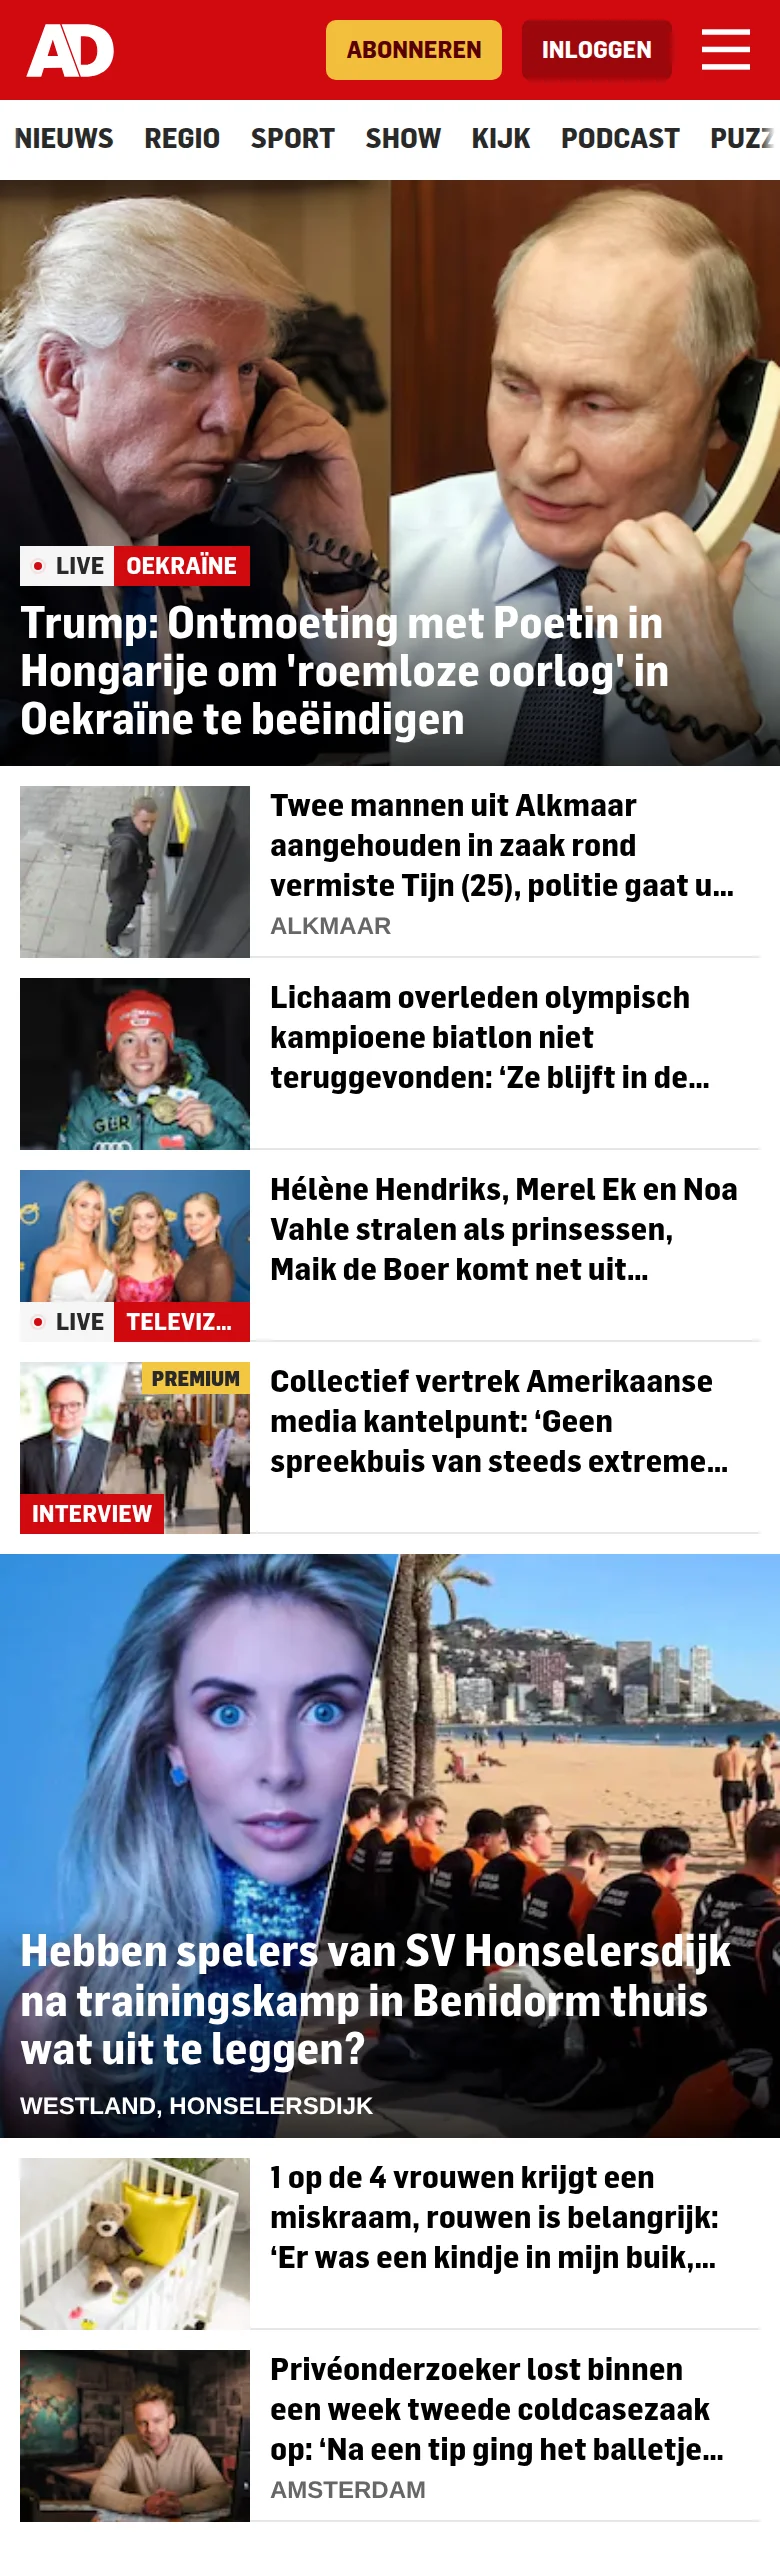 AD
ABONNEREN
INLOGGEN
NIEUWS REGIO SPORT SHOW KIJK PODCAST PUZZ
LIVE OEKRAÏNE
Trump: Ontmoeting met Poetin in
Hongarije om 'roemloze oorlog' in
Oekraïne te beëindigen
Twee mannen uit Alkmaar
aangehouden in zaak rond
vermiste Tijn (25), politie gaat u...
ALKMAAR
GER
Lichaam overleden olympisch
kampioene biatlon niet
teruggevonden: ‘Ze blijft in de...
Hélène Hendriks, Merel Ek en Noa
Vahle stralen als prinsessen,
Maik de Boer komt net uit...
LIVE TELEVIZ...
PREMIUM
INTERVIEW
Collectief vertrek Amerikaanse
media kantelpunt: ‘Geen
spreekbuis van steeds extreme...
Hebben spelers van SV Honselersdijk
na trainingskamp in Benidorm thuis
wat uit te leggen?
WESTLAND, HONSELERSDIJK
1 op de 4 vrouwen krijgt een
miskraam, rouwen is belangrijk:
‘Er was een kindje in mijn buik,...
Privéonderzoeker lost binnen
een week tweede coldcasezaak
op: ‘Na een tip ging het balletje...
AMSTERDAM